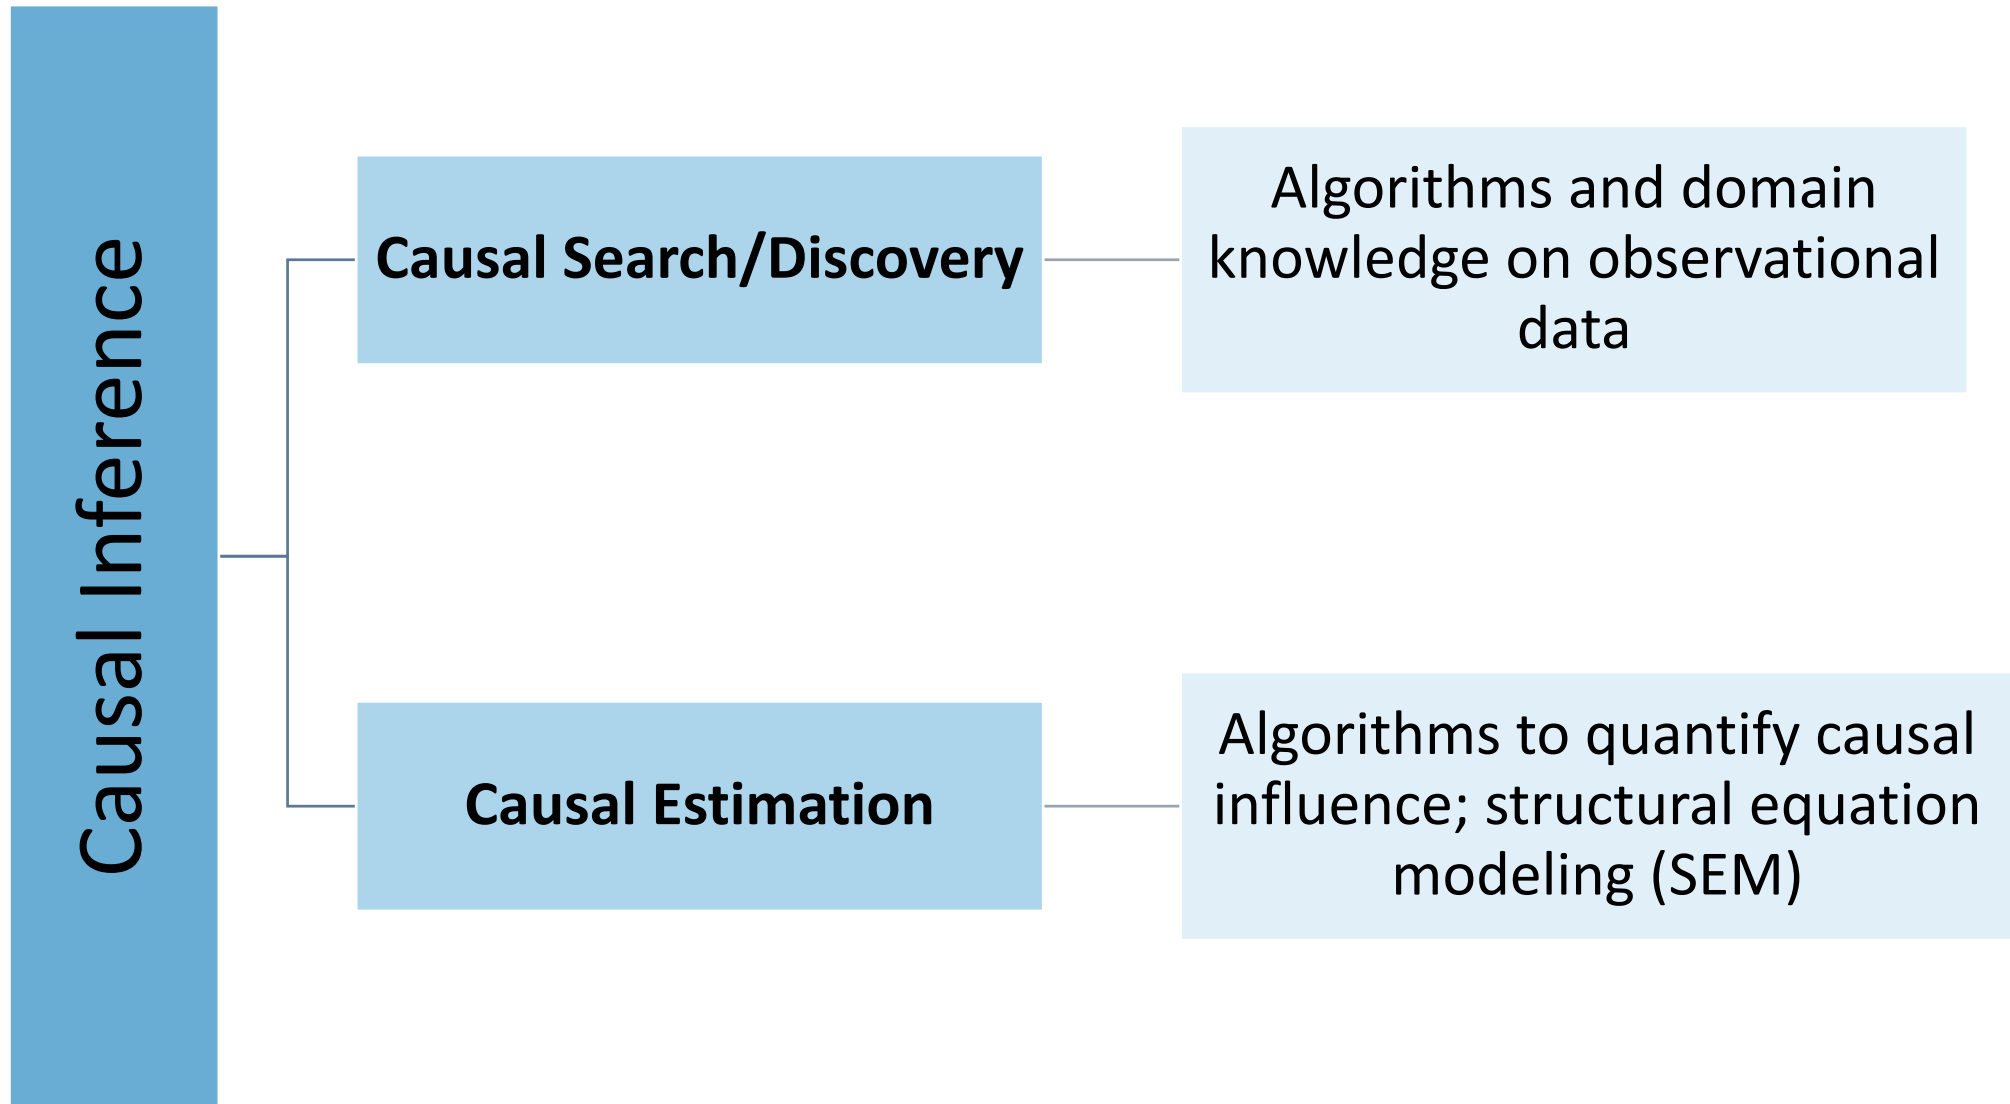 Causal Inference
Causal Search/Discovery
Algorithms and domain
knowledge on observational
data
Causal Estimation
Algorithms to quantify causal
influence; structural equation
modeling (SEM)